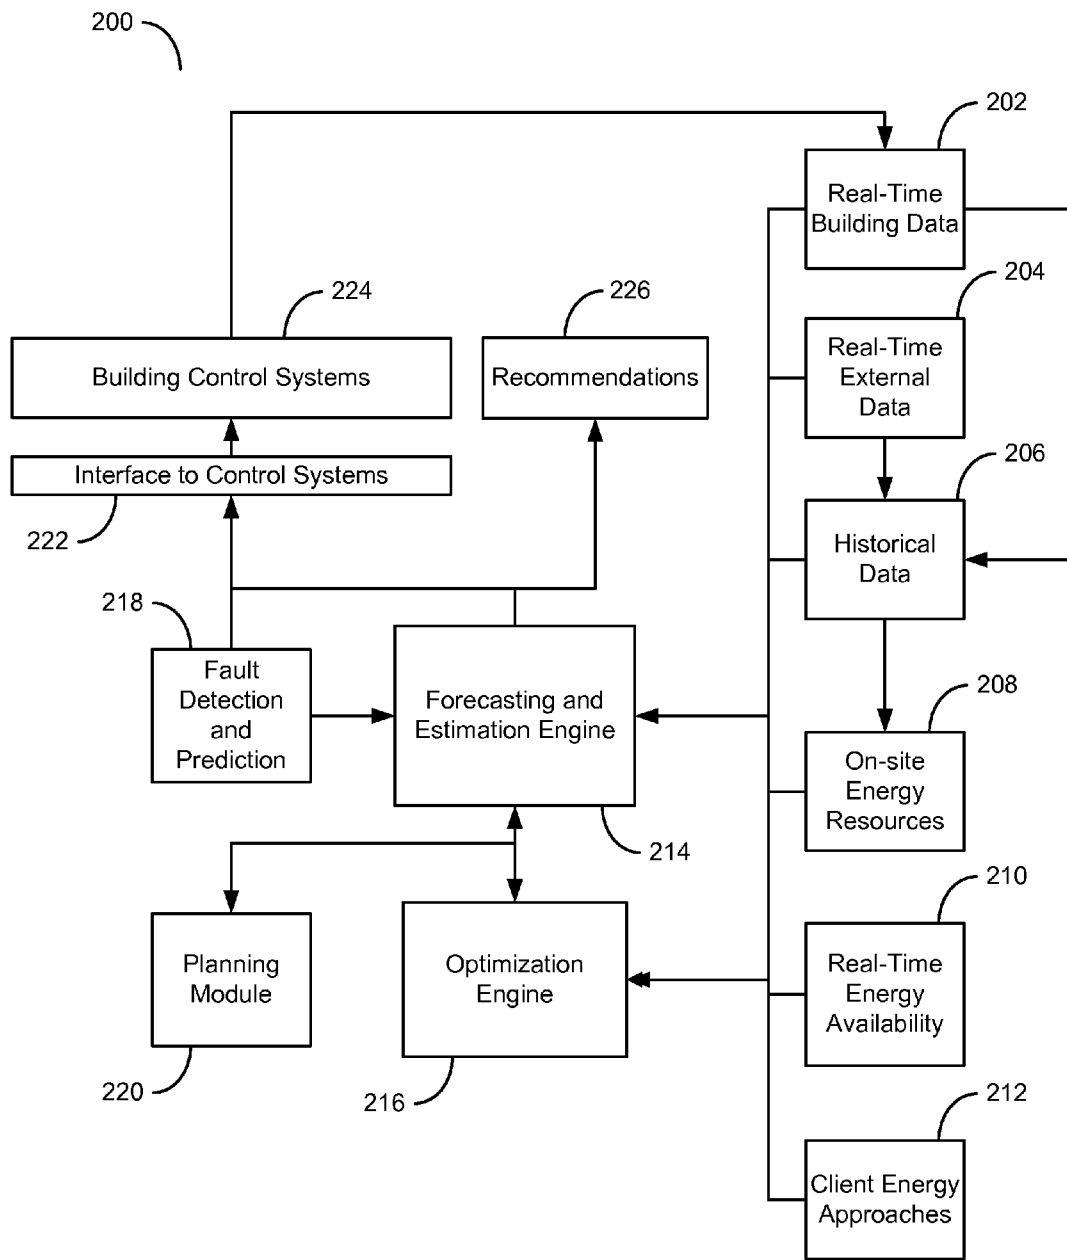 200
202
Real-Time
Building Data
204
Real-Time
External
Data
224
226
Building Control Systems
Recommendations
Interface to Control Systems
222
206
Historical
Data
218
Fault
Detection
and
Prediction
Forecasting and
Estimation Engine
208
On-site
Energy
Resources
214
210
Planning
Module
Optimization
Engine
Real-Time
Energy
Availability
220
216
212
Client Energy
Approaches